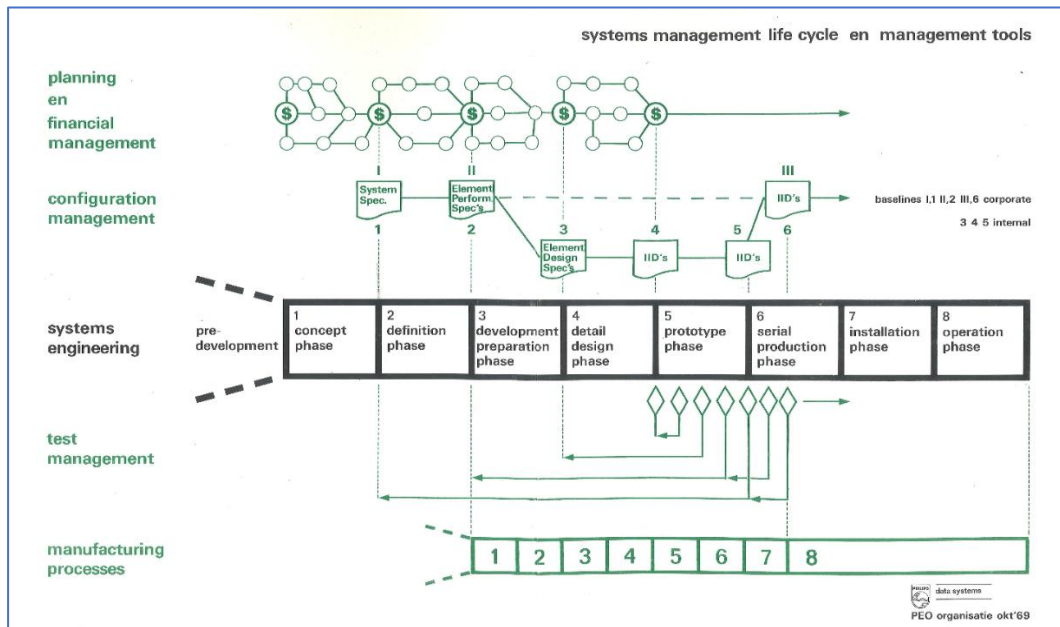 systems management life cycle en management tools
planning
en
financial
management
$ $ $ $ $
I II III
configuration
management
System
Spec.
Element
Perform.
Spec's
IID's
baselines I,1 II,2 III,6 corporate
1 2 3 4 5 6
3 4 5 internal
Element
Design
Spec's
IID's
IID's
systems
engineering
pre-
development
1
concept
phase
2
definition
phase
3
development
preparation
phase
4
detail
design
phase
5
prototype
phase
6
serial
production
phase
7
installation
phase
8
operation
phase
test
management
manufacturing
processes
1 2 3 4 5 6 7 8
PHILIPS
data systems
PEO organisatie okt'69